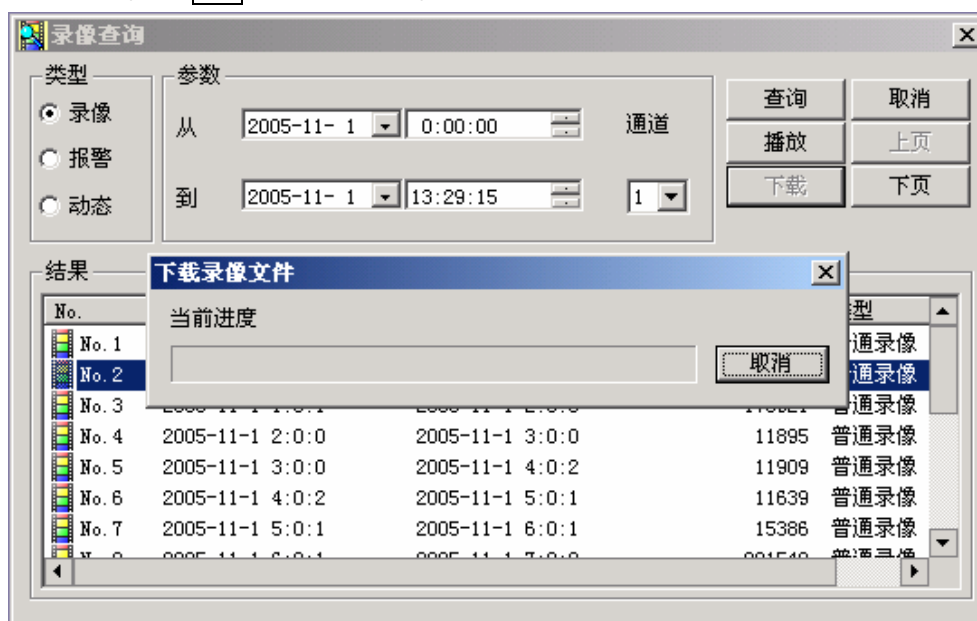 录像查询
类型
录像
报警
动态
参数
从 2005-11- 1 0:00:00 通道
到 2005-11- 1 13:29:15 1
查询 取消
播放 上页
下载 下页
结果
下载录像文件
当前进度
取消
No. 型
No. 1 通录像
No. 2 通录像
No. 3 普通录像
No. 4 2005-11-1 2:0:0 2005-11-1 3:0:0 11895 普通录像
No. 5 2005-11-1 3:0:0 2005-11-1 4:0:2 11909 普通录像
No. 6 2005-11-1 4:0:2 2005-11-1 5:0:1 11639 普通录像
No. 7 2005-11-1 5:0:1 2005-11-1 6:0:1 15386 普通录像